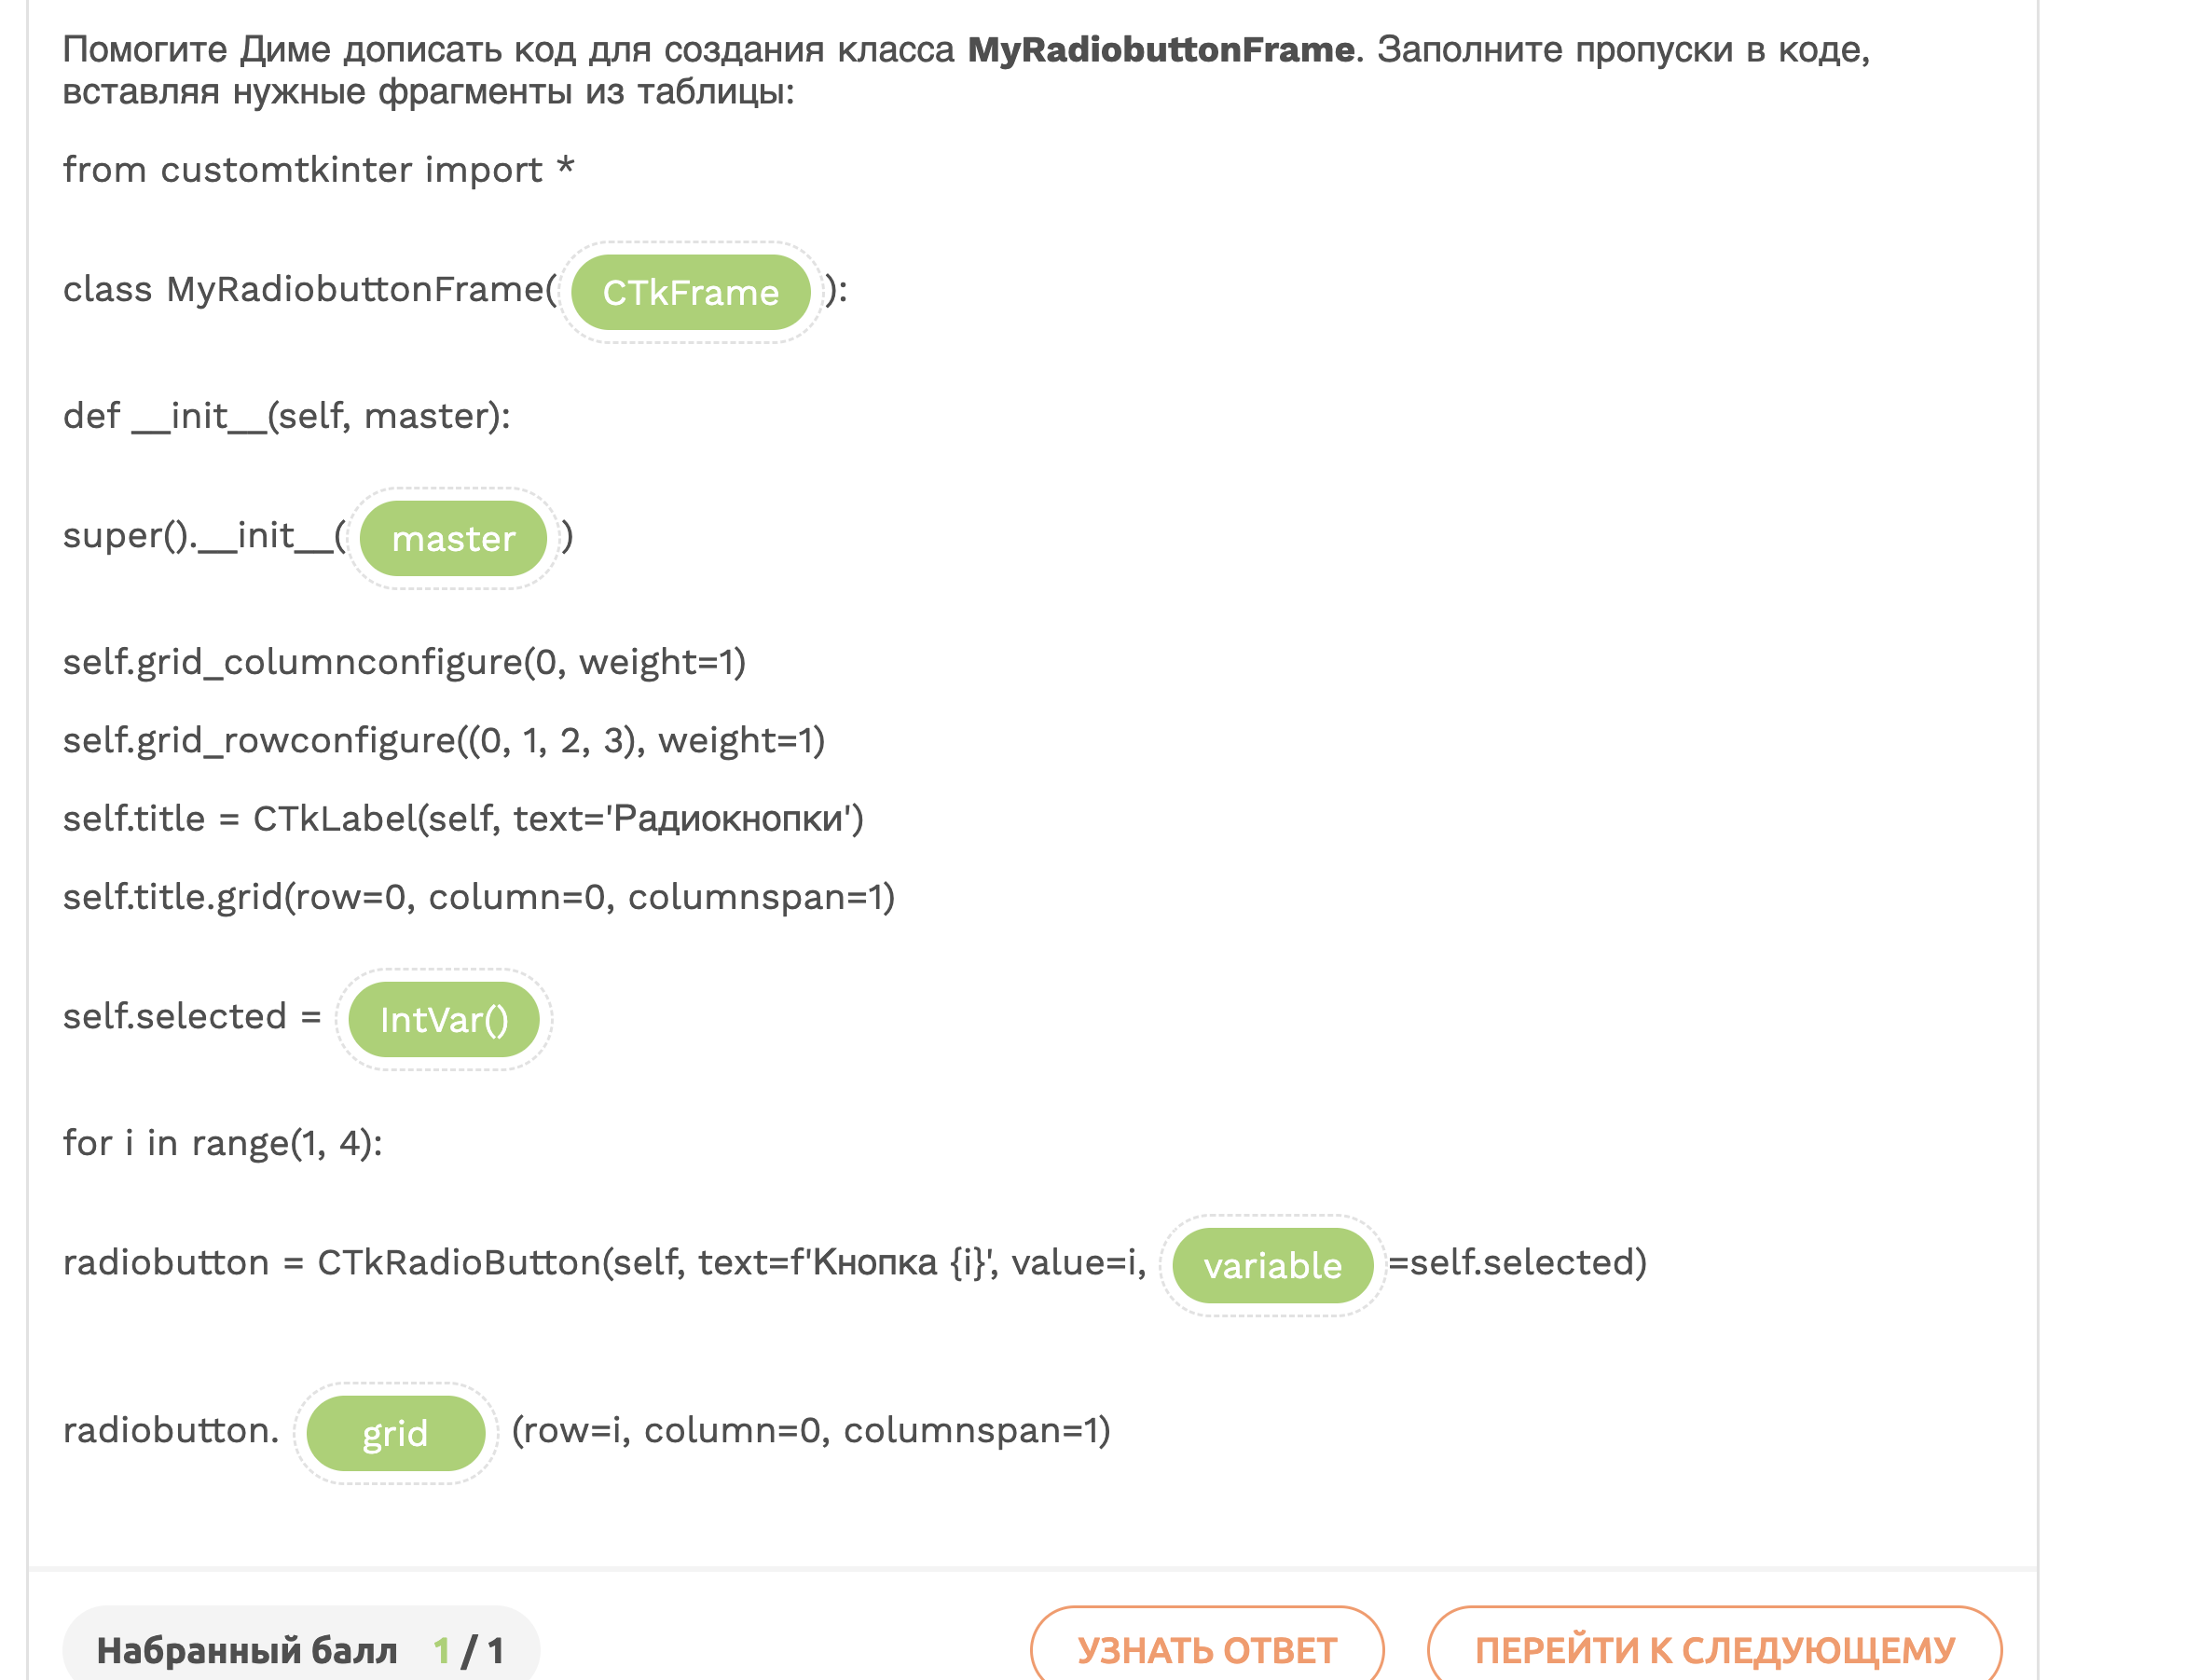 Помогите Диме дописать код для создания класса MyRadiobuttonFrame. Заполните пропуски в коде,
вставляя нужные фрагменты из таблицы:
from customtkinter import *
class MyRadiobuttonFrame( CTkFrame ):
def __init__(self, master):
super().__init__( master )
self.grid_columnconfigure(0, weight=1)
self.grid_rowconfigure((0, 1, 2, 3), weight=1)
self.title = CTkLabel(self, text='Радиокнопки')
self.title.grid(row=0, column=0, columnspan=1)
self.selected = IntVar()
for i in range(1, 4):
radiobutton = CTkRadioButton(self, text=f'Кнопка {i}', value=i, variable =self.selected)
radiobutton. grid (row=i, column=0, columnspan=1)
Набранный балл 1 / 1 УЗНАТЬ ОТВЕТ ПЕРЕЙТИ К СЛЕДУЮЩЕМУ